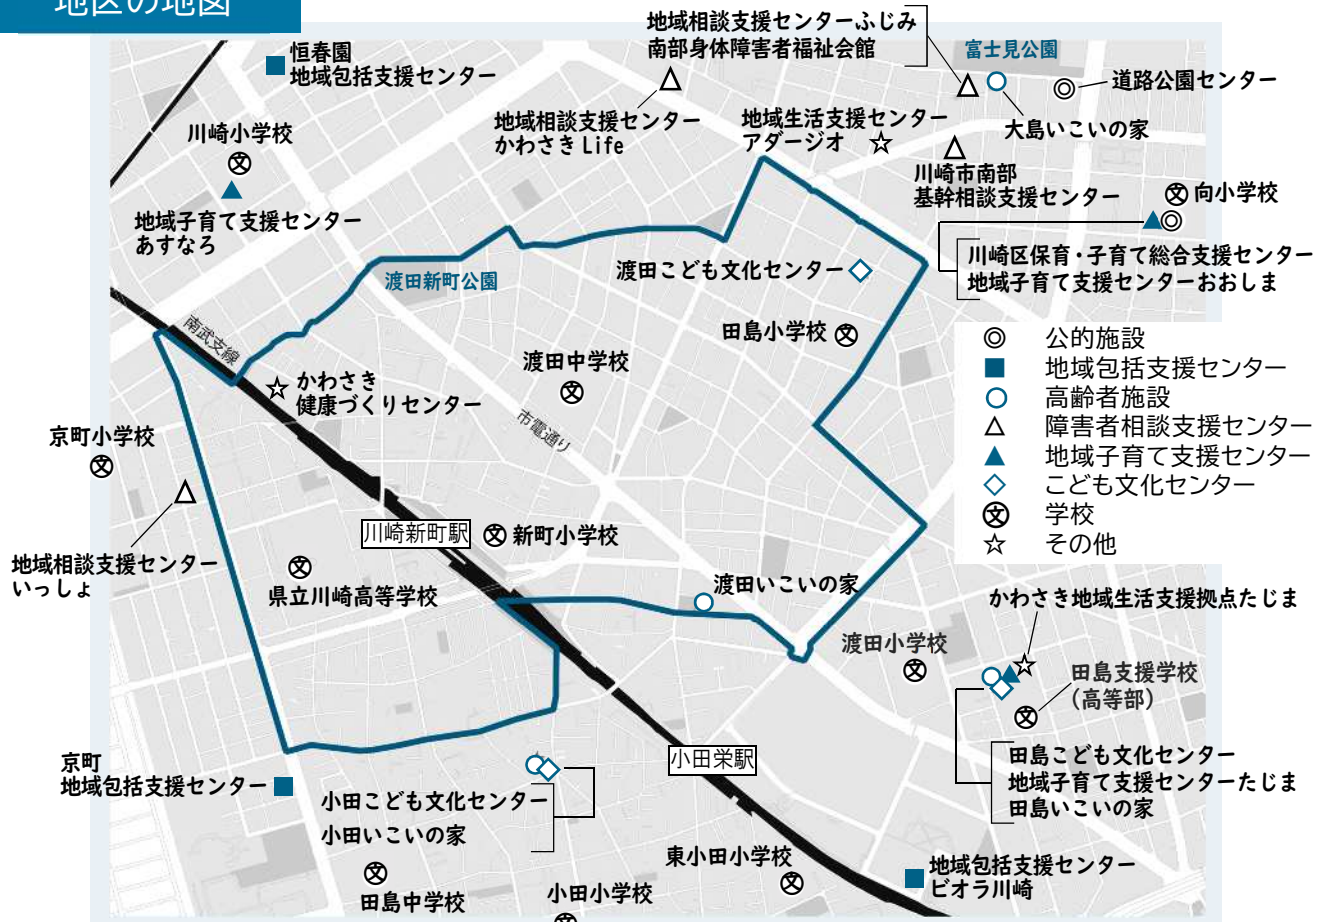 地区の地図
恒春園
地域包括支援センター
地域相談支援センターふじみ
南部身体障害者福祉会館
富士見公園
道路公園センター
大島いこいの家
地域相談支援センター
かわさきLife
地域生活支援センター
アダージオ
川崎市南部
基幹相談支援センター
向小学校
川崎小学校
地域子育て支援センター
あすなろ
川崎区保育・子育て総合支援センター
地域子育て支援センターおおしま
渡田新町公園
渡田こども文化センター
南武支線
田島小学校
渡田中学校
かわさき
健康づくりセンター
市電通り
公的施設
地域包括支援センター
高齢者施設
障害者相談支援センター
地域子育て支援センター
こども文化センター
文 学校
その他
京町小学校
川崎新町駅
新町小学校
地域相談支援センター
いっしょ
県立川崎高等学校
渡田いこいの家
かわさき地域生活支援拠点たじま
渡田小学校
田島支援学校
(高等部)
京町
地域包括支援センター
小田栄駅
田島こども文化センター
地域子育て支援センターたじま
田島いこいの家
小田こども文化センター
小田いこいの家
東小田小学校
地域包括支援センター
ビオラ川崎
田島中学校
小田小学校